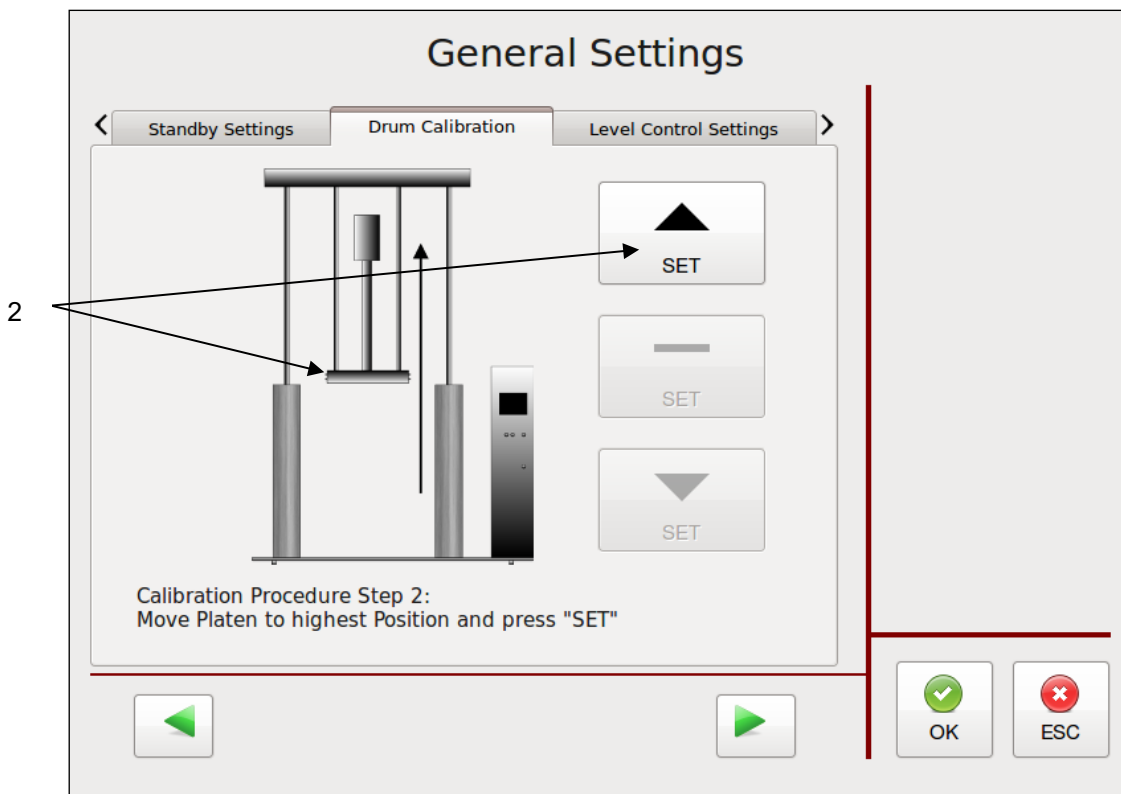 General Settings
Standby Settings
Drum Calibration
Level Control Settings
SET
2
SET
SET
Calibration Procedure Step 2:
Move Platen to highest Position and press "SET"
OK
ESC